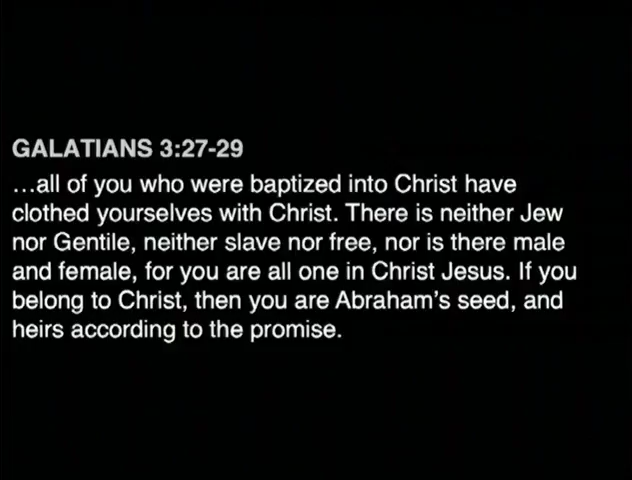 GALATIANS 3:27-29
…all of you who were baptized into Christ have
clothed yourselves with Christ. There is neither Jew
nor Gentile, neither slave nor free, nor is there male
and female, for you are all one in Christ Jesus. If you
belong to Christ, then you are Abraham’s seed, and
heirs according to the promise.